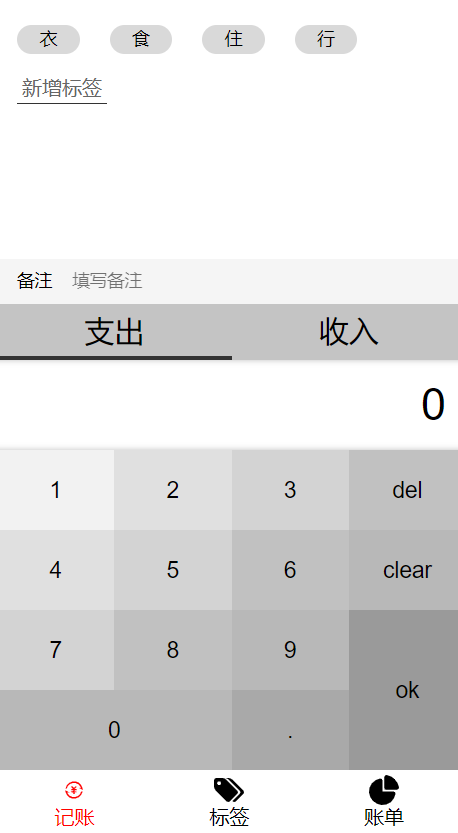 衣 食 住 行
新增标签
备注 填写备注
支出 收入
0
1 2 3 del
4 5 6 clear
7 8 9
ok
0 .
记账 标签 账单